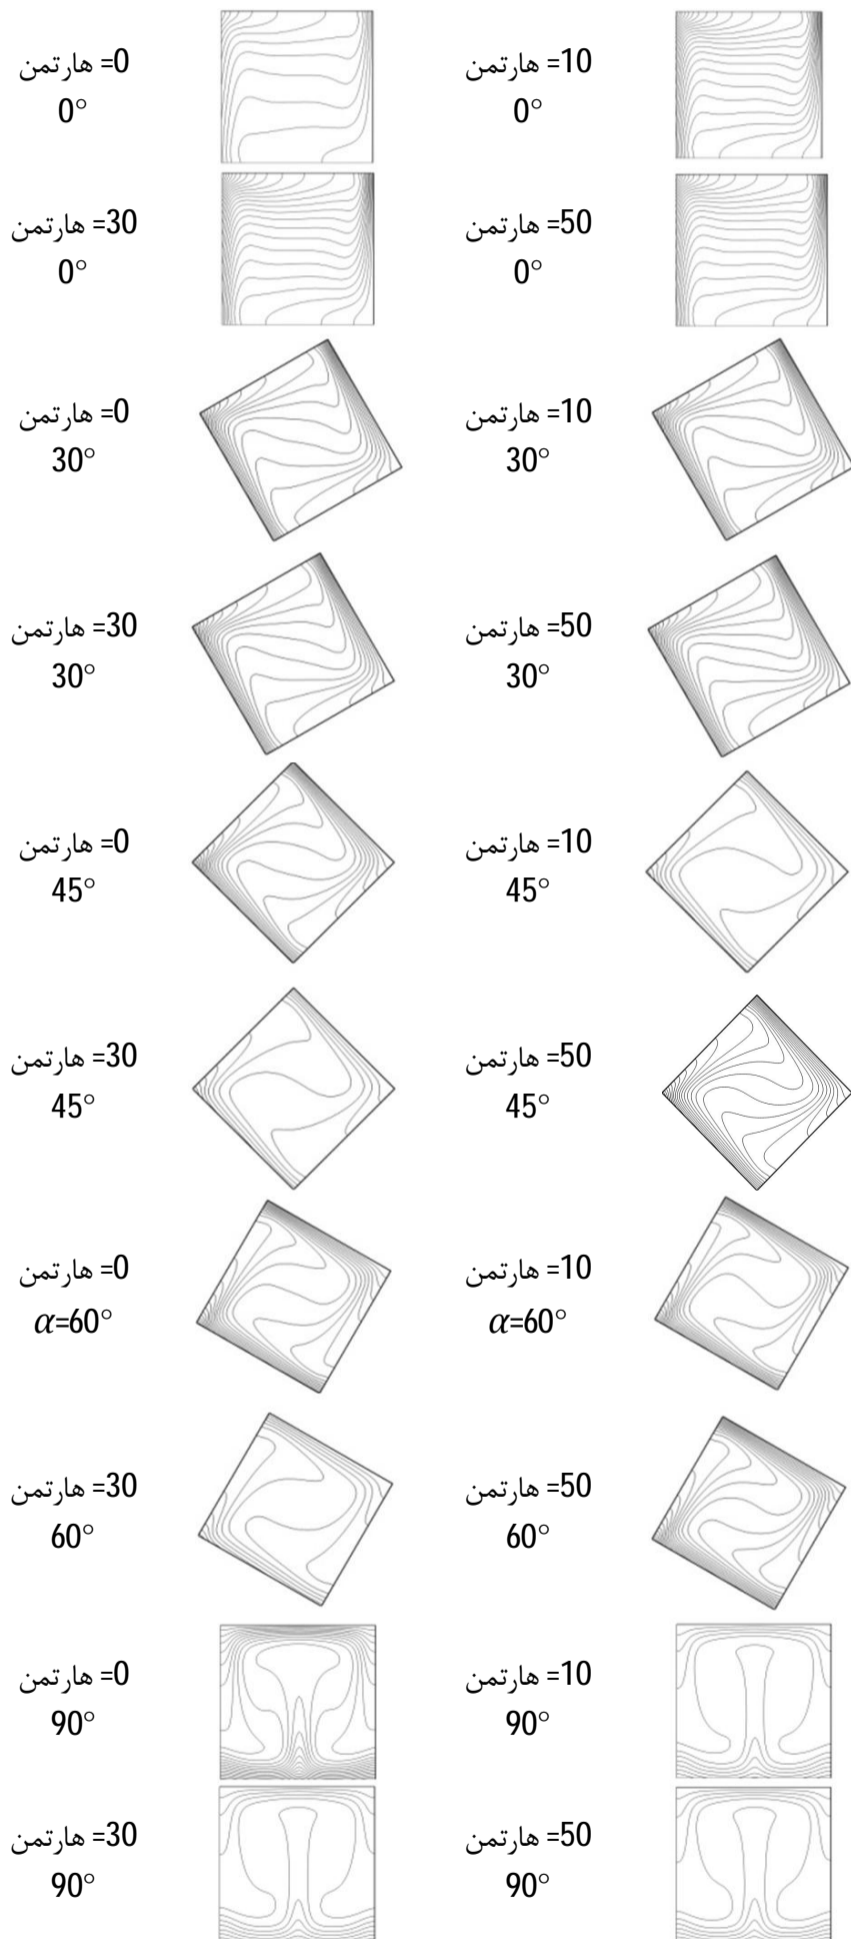 هارتمن =0
0°
هارتمن =10
0°
هارتمن =30
0°
هارتمن =50
0°
هارتمن =0
30°
هارتمن =10
30°
هارتمن =30
30°
هارتمن =50
30°
هارتمن =0
45°
هارتمن =10
45°
هارتمن =30
45°
هارتمن =50
45°
هارتمن =0
α=60°
هارتمن =10
α=60°
هارتمن =30
60°
هارتمن =50
60°
هارتمن =0
90°
هارتمن =10
90°
هارتمن =30
90°
هارتمن =50
90°